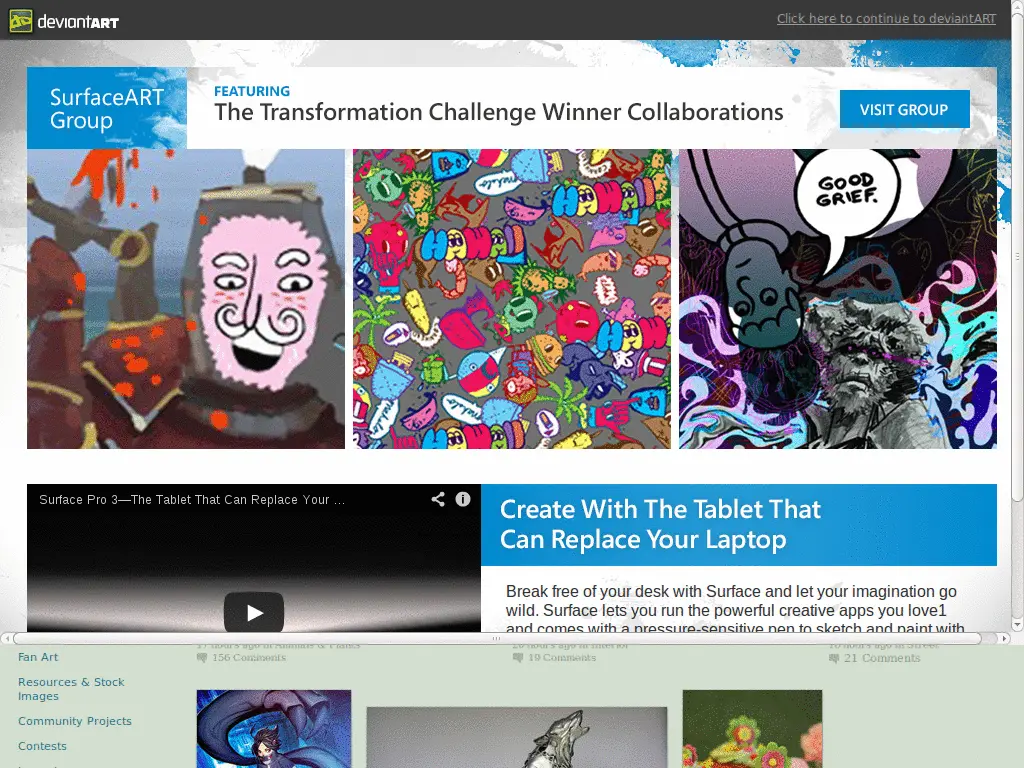 deviantART
Click here to continue to deviantART
SurfaceART
Group
FEATURING
The Transformation Challenge Winner Collaborations
VISIT GROUP
GOOD
GRIEF.
HAWAI
mahalo
Surface Pro 3—The Tablet That Can Replace Your ...
Create With The Tablet That
Can Replace Your Laptop
Break free of your desk with Surface and let your imagination go
wild. Surface lets you run the powerful creative apps you love1
and comes with a pressure-sensitive pen to sketch and paint with
Fan Art
156 Comments
19 Comments
21 Comments
Resources & Stock
Images
Community Projects
Contests